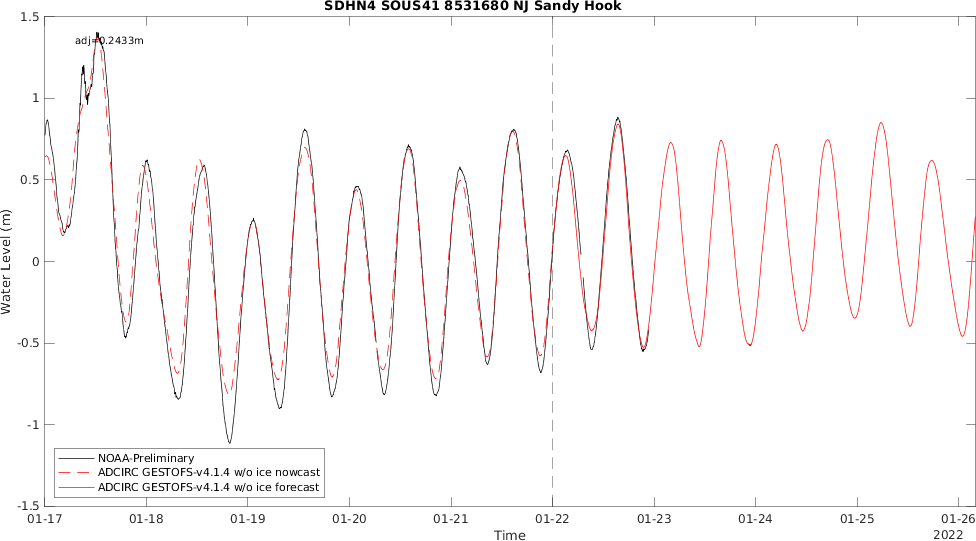 SDHN4 SOUS41 8531680 NJ Sandy Hook
1.5
adj=0.2433m
1
0.5
0
-0.5
-1
-1.5
Water Level (m)
NOAA-Preliminary
ADCIRC GESTOFS-v4.1.4 w/o ice nowcast
ADCIRC GESTOFS-v4.1.4 w/o ice forecast
01-17 01-18 01-19 01-20 01-21 01-22 01-23 01-24 01-25 01-26
Time
2022